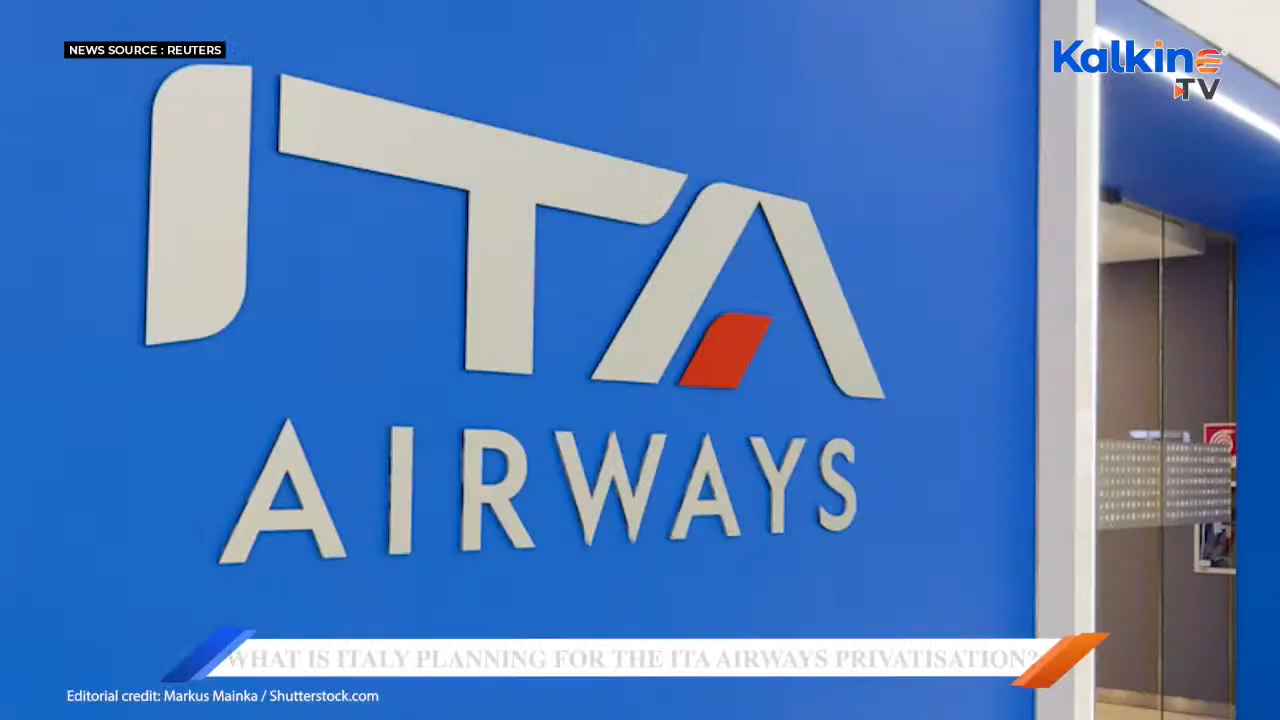 NEWS SOURCE : REUTERS
Kalkine
TV
ITA
AIRWAYS
WHAT IS ITALY PLANNING FOR THE ITA AIRWAYS PRIVATISATION?
Editorial credit: Markus Mainka / Shutterstock.com